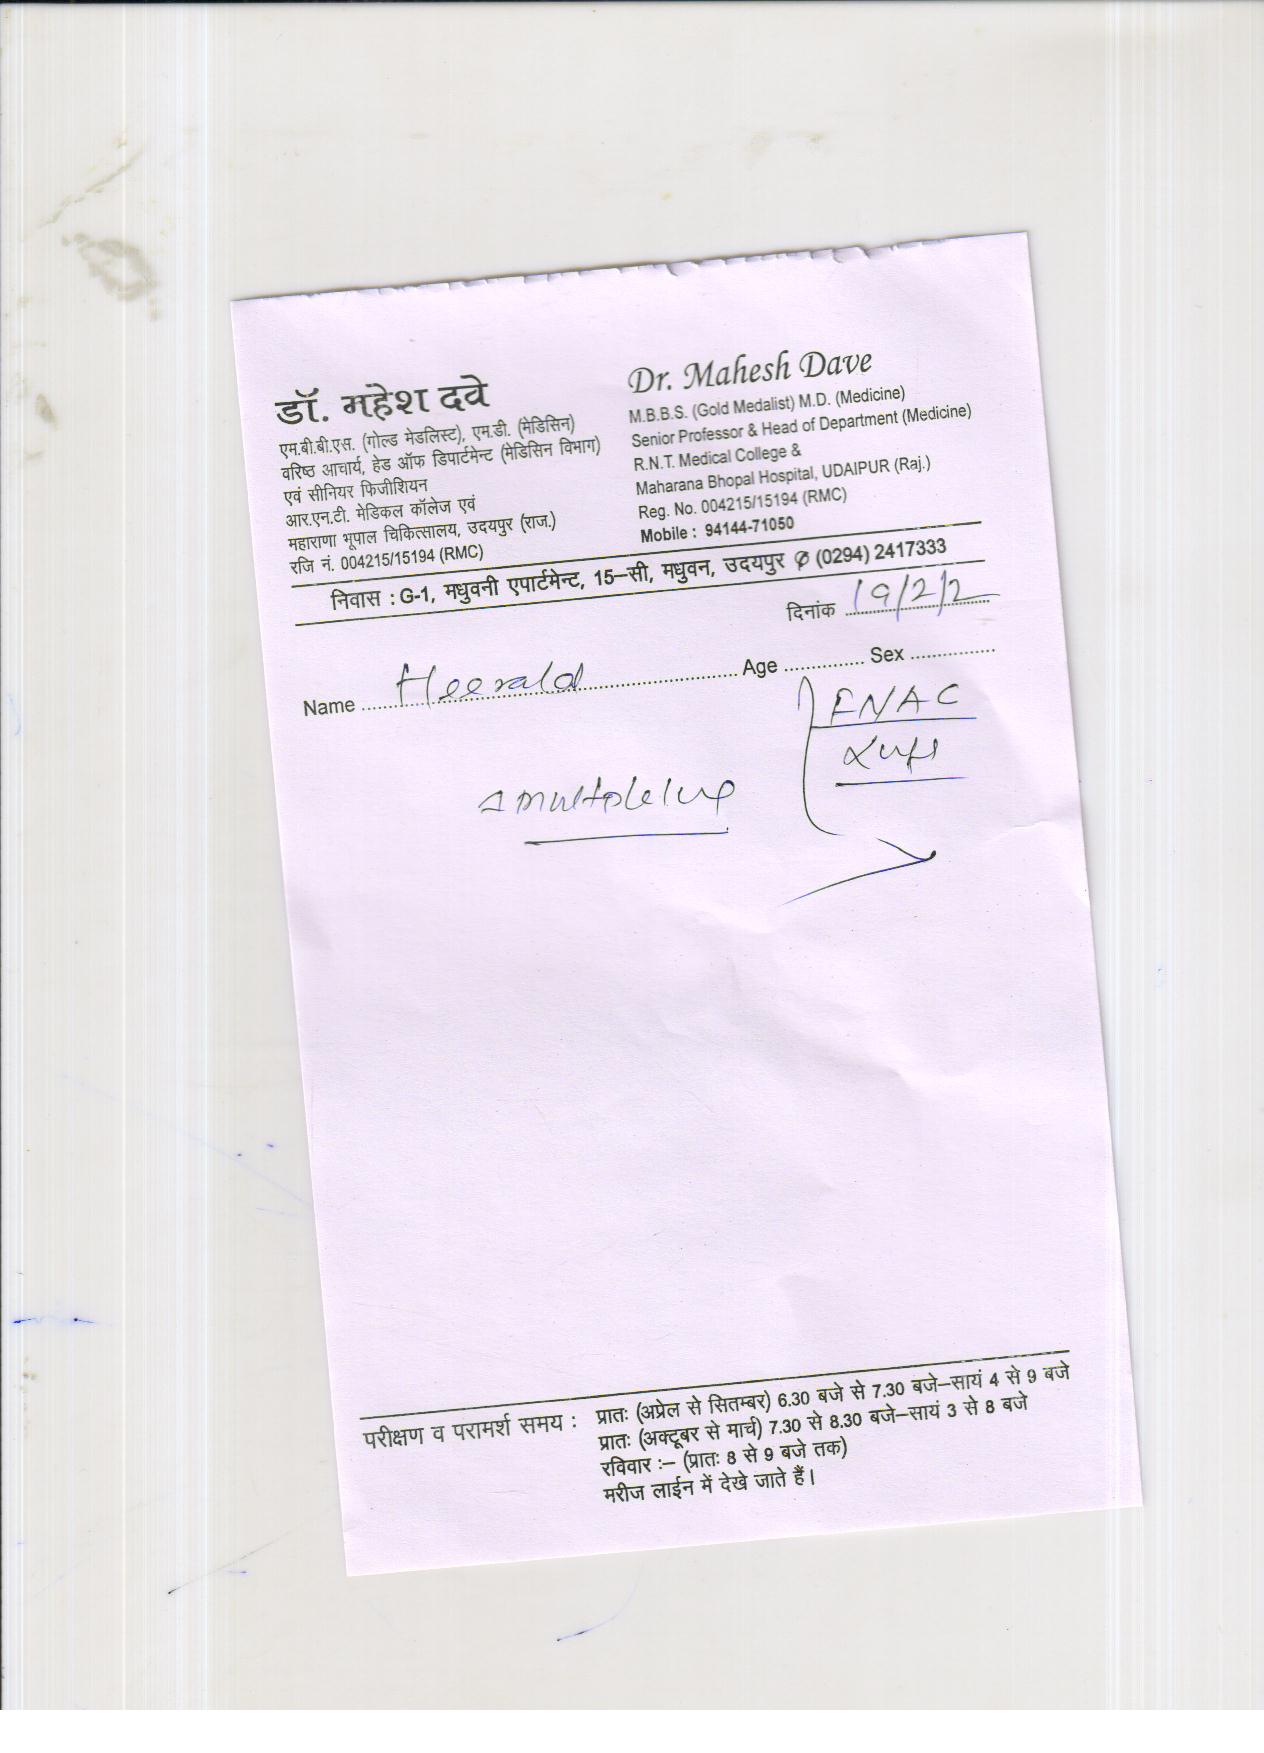 डॉ. महेश दवे
एम.बी.बी.एस. (गोल्ड मेडलिस्ट), एम.डी. (मेडिसिन)
वरिष्ठ आचार्य, हेड ऑफ डिपार्टमेन्ट (मेडिसिन विभाग)
एवं सीनियर फिजीशियन
आर.एन.टी. मेडिकल कॉलेज एवं
महाराणा भूपाल चिकित्सालय, उदयपुर (राज.)
रजि नं. 004215/15194 (RMC)
Dr. Mahesh Dave
M.B.B.S. (Gold Medalist) M.D. (Medicine)
Senior Professor & Head of Department (Medicine)
R.N.T. Medical College &
Maharana Bhopal Hospital, UDAIPUR (Raj.)
Reg. No. 004215/15194 (RMC)
Mobile : 94144-71050
निवास : G-1, मधुवनी एपार्टमेन्ट, 15–सी, मधुवन, उदयपुर ✆ (0294) 2417333
दिनांक 19/2/2
Name Heerald Age Sex
FNAC
multiple
परीक्षण व परामर्श समय : प्रातः (अप्रेल से सितम्बर) 6.30 बजे से 7.30 बजे–सायं 4 से 9 बजे
प्रातः (अक्टूबर से मार्च) 7.30 से 8.30 बजे–सायं 3 से 8 बजे
रविवार :– (प्रातः 8 से 9 बजे तक)
मरीज लाईन में देखे जाते हैं।